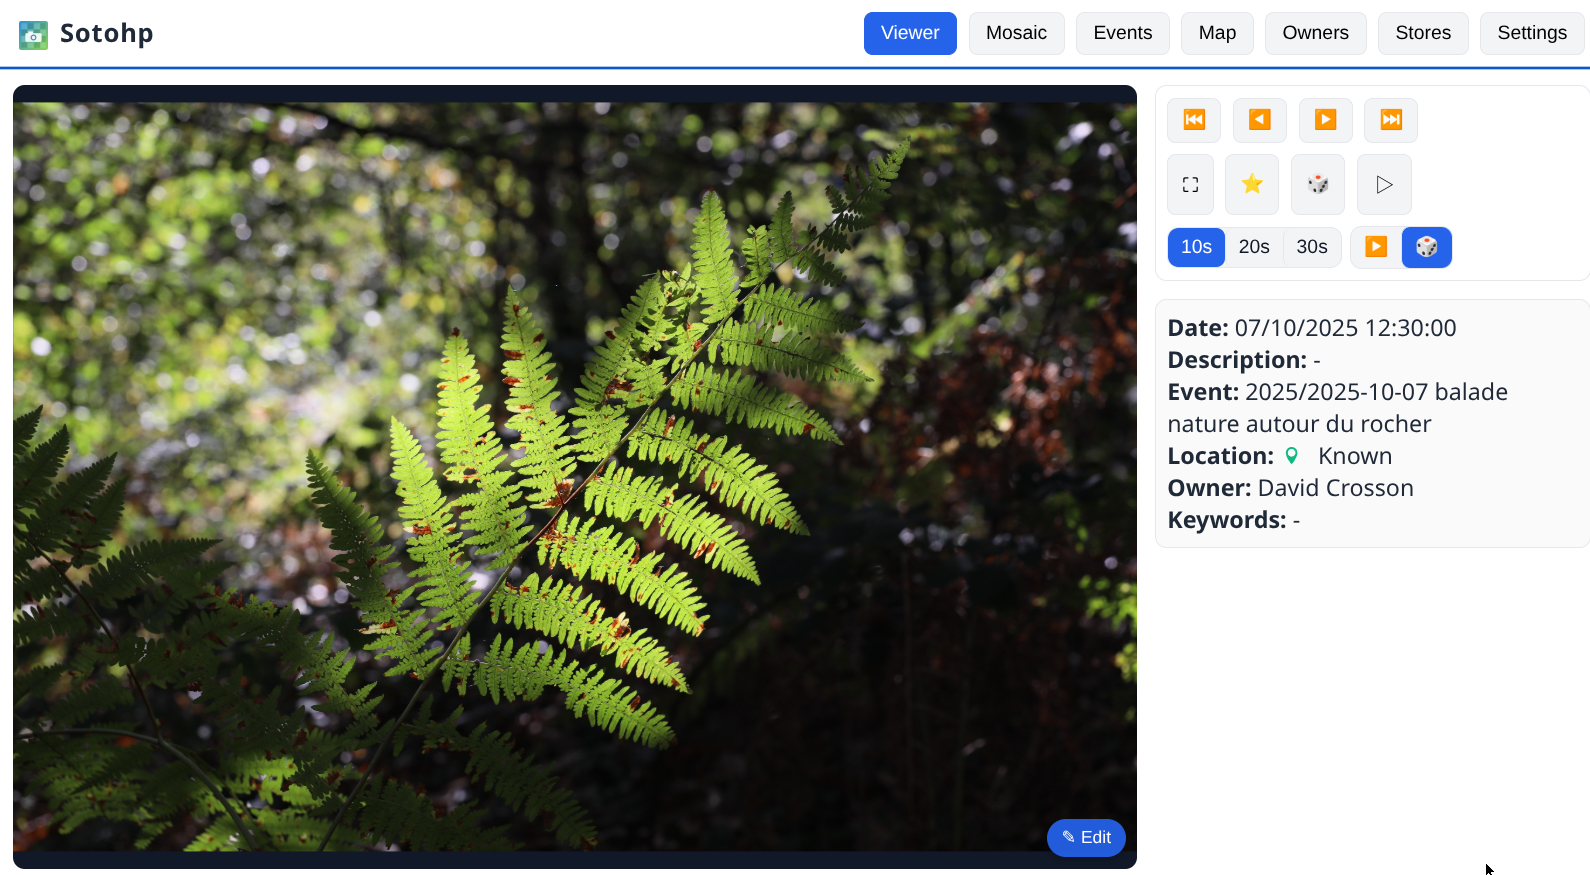 Sotohp
Viewer
Mosaic
Events
Map
Owners
Stores
Settings
10s
20s
30s
Date: 07/10/2025 12:30:00
Description: -
Event: 2025/2025-10-07 balade
nature autour du rocher
Location: Known
Owner: David Crosson
Keywords: -
✎ Edit